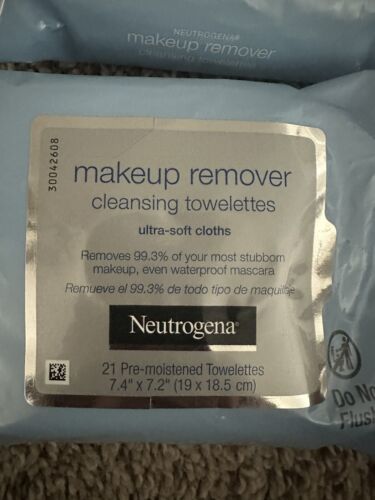 NEUTROGENA®
makeup remover
cleansing towelettes
30042608
makeup remover
cleansing towelettes
ultra-soft cloths
Removes 99.3% of your most stubborn
makeup, even waterproof mascara
Remueve el 99.3% de todo tipo de maquillaje
Neutrogena®
21 Pre-moistened Towelettes
7.4" x 7.2" (19 x 18.5 cm)
Do No
Flush